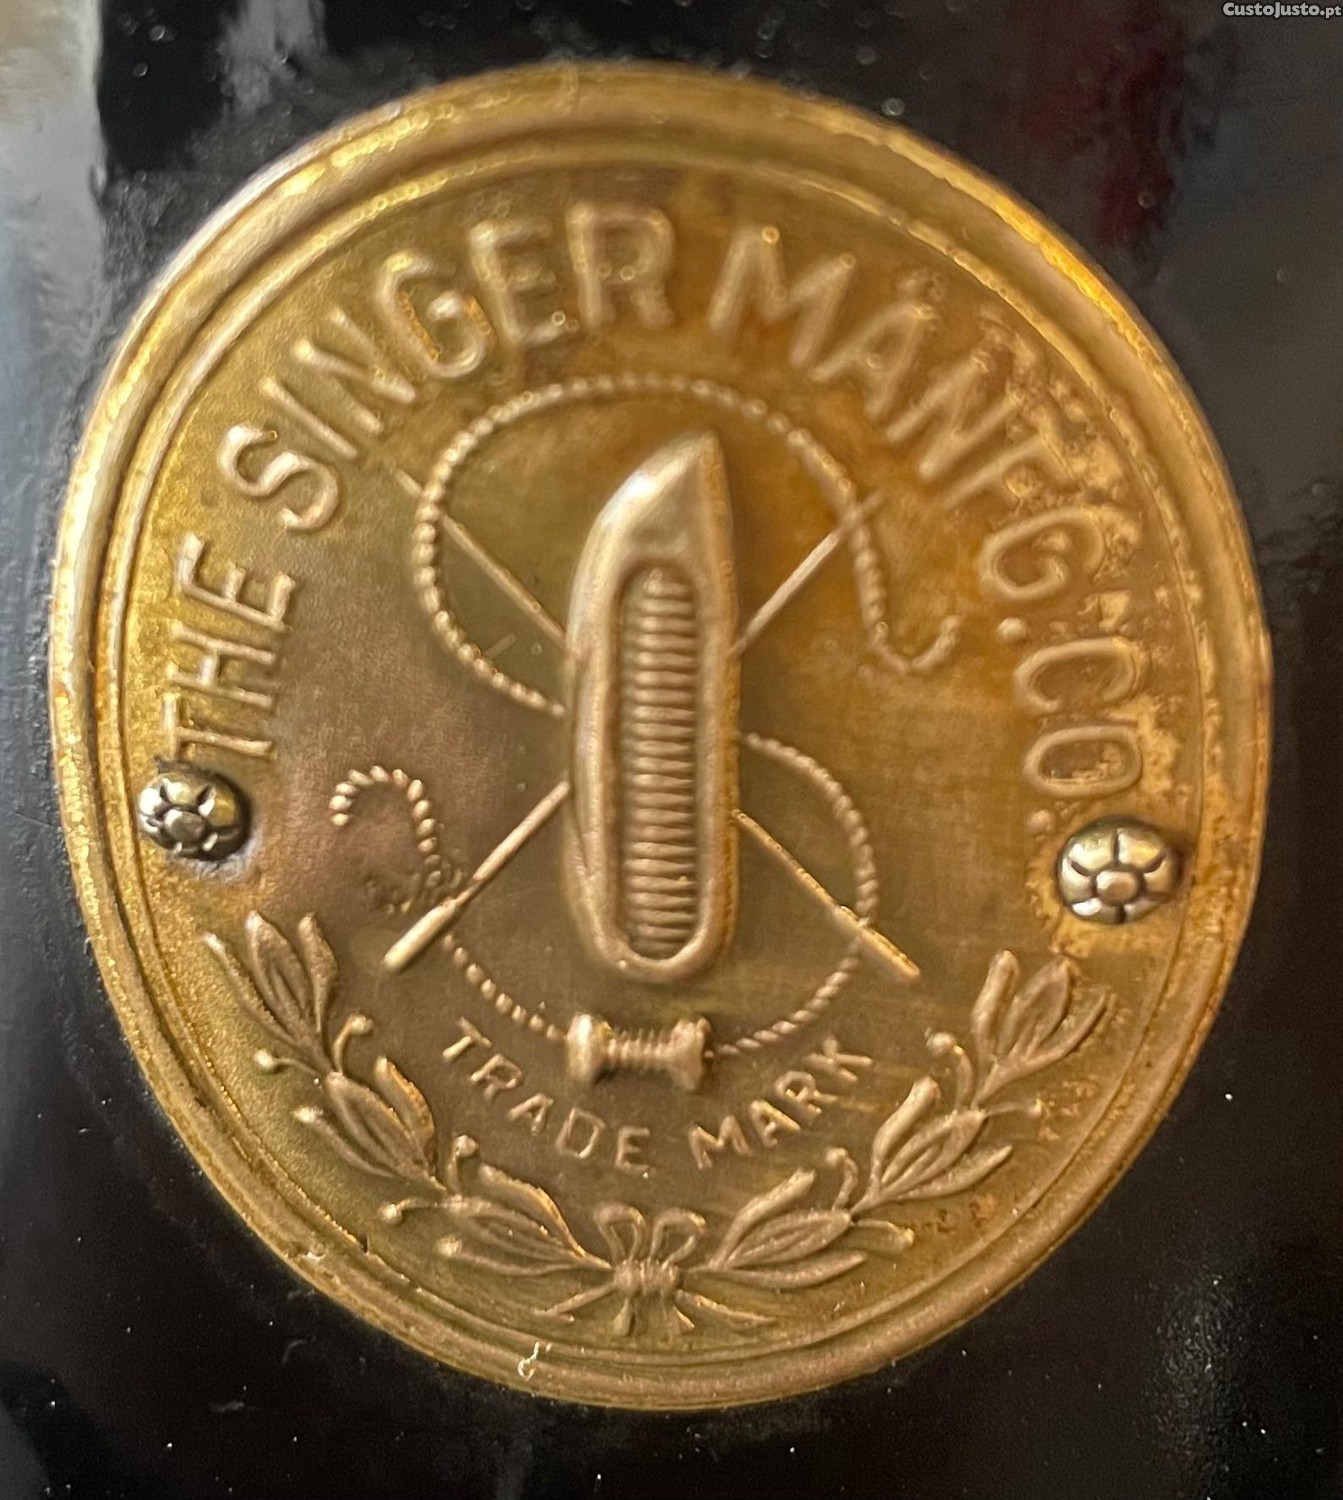 CustoJusto.pt
THE SINGER MANFG. CO.
TRADE MARK